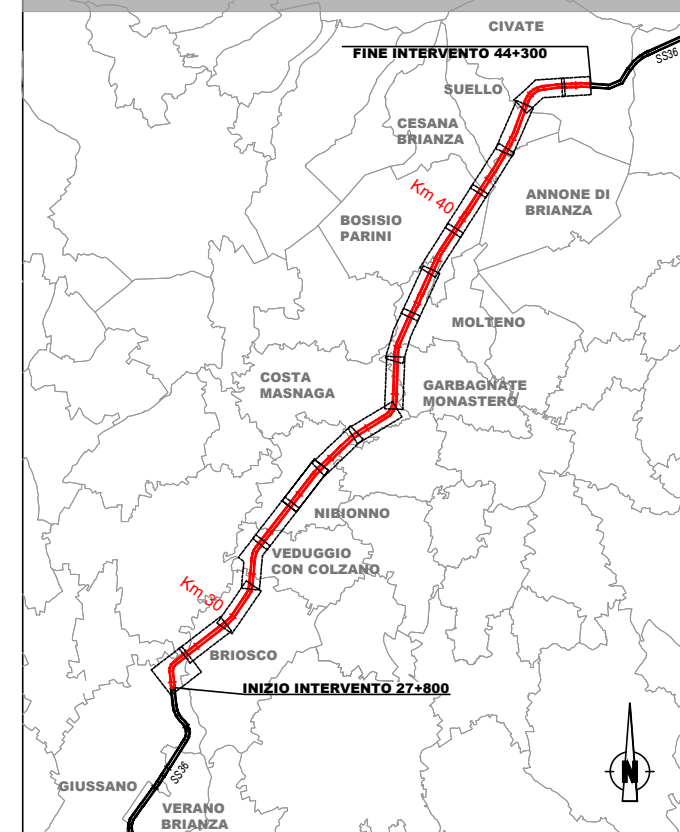 CIVATE
FINE INTERVENTO 44+300
SS36
SUELLO
CESANA
BRIANZA
Km 40
ANNONE DI
BRIANZA
BOSISIO
PARINI
MOLTENO
COSTA
MASNAGA
GARBAGNATE
MONASTERO
NIBIONNO
VEDUGGIO
CON COLZANO
Km 30
BRIOSCO
INIZIO INTERVENTO 27+800
N
SS36
GIUSSANO
VERANO
BRIANZA